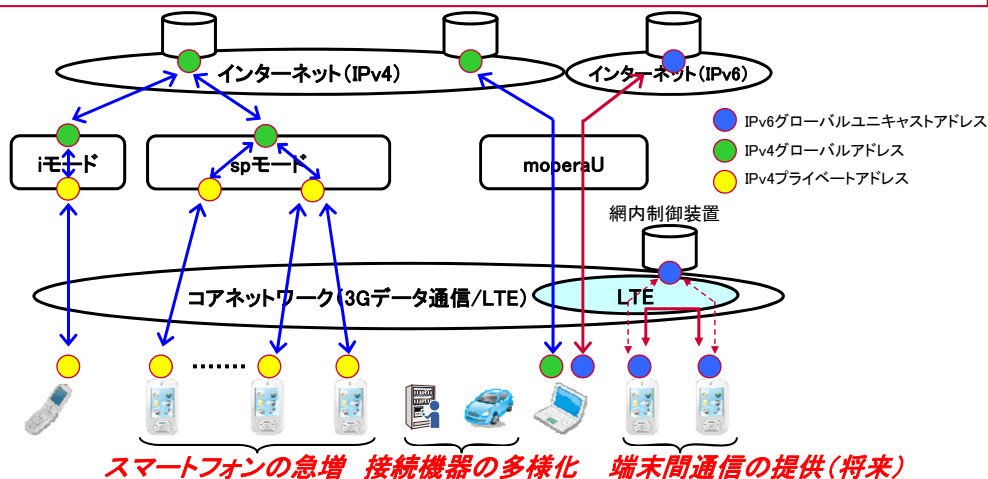 インターネット(IPv4)
インターネット(IPv6)
IPv6グローバルユニキャストアドレス
IPv4グローバルアドレス
IPv4プライベートアドレス
iモード
spモード
moperaU
網内制御装置
コアネットワーク(3Gデータ通信/LTE)
LTE
スマートフォンの急増 接続機器の多様化 端末間通信の提供(将来)